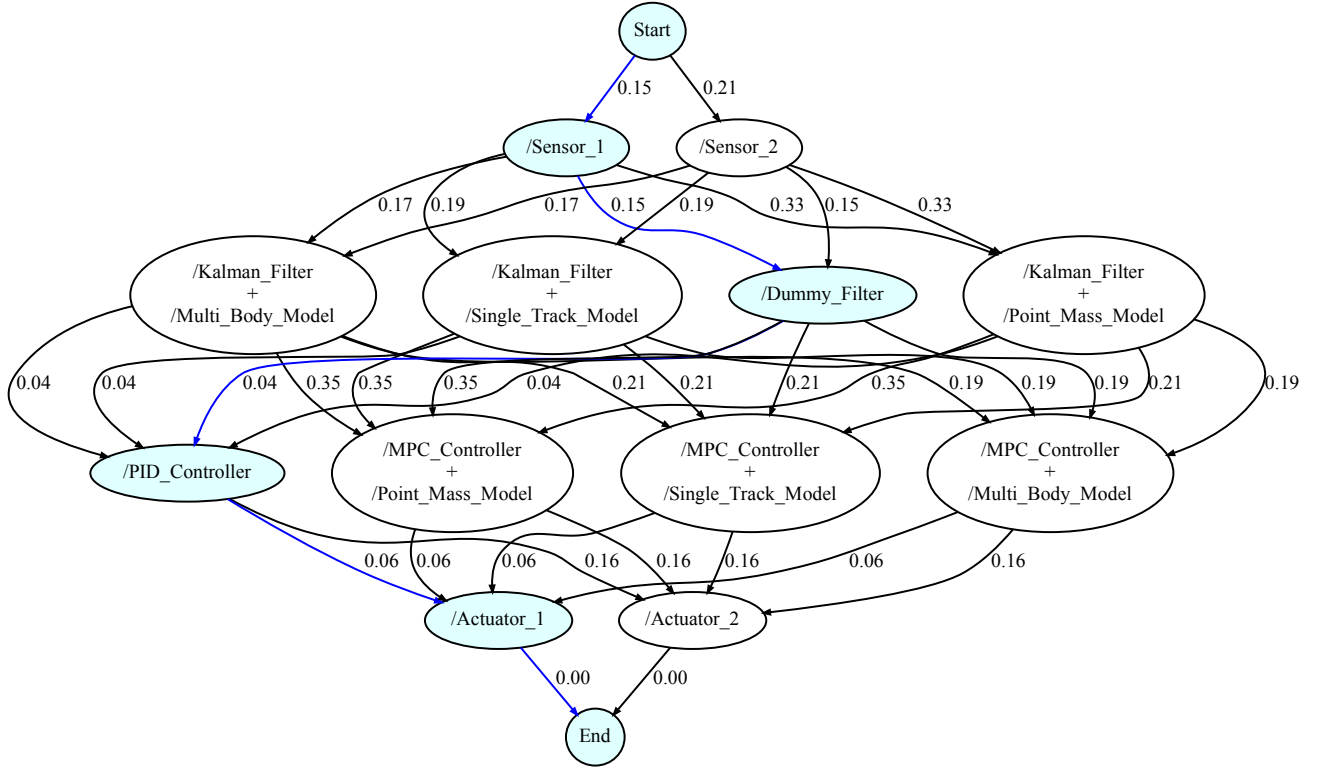 Start
0.15
0.21
/Sensor_1
/Sensor_2
0.17
0.19
0.17
0.15
0.19
0.33
0.15
0.33
/Kalman_Filter
+
/Multi_Body_Model
/Kalman_Filter
+
/Single_Track_Model
/Dummy_Filter
/Kalman_Filter
+
/Point_Mass_Model
0.04
0.04
0.04
0.35
0.35
0.35
0.04
0.21
0.21
0.21
0.35
0.19
0.19
0.19
0.21
0.19
/PID_Controller
/MPC_Controller
+
/Point_Mass_Model
/MPC_Controller
+
/Single_Track_Model
/MPC_Controller
+
/Multi_Body_Model
0.06
0.06
0.06
0.16
0.16
0.16
0.06
0.16
/Actuator_1
/Actuator_2
0.00
0.00
End